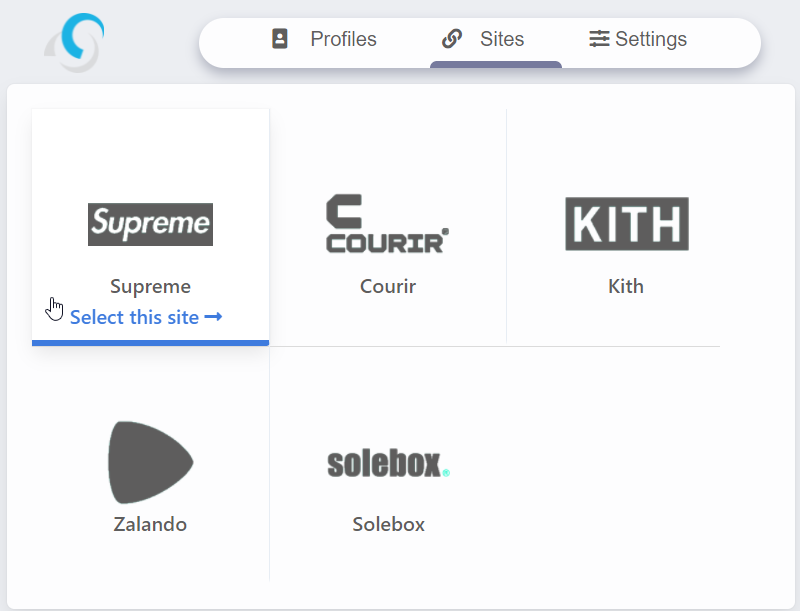 Profiles
Sites
Settings
Supreme
COURIR
KITH
Supreme
Courir
Kith
Select this site →
solebox.
Zalando
Solebox